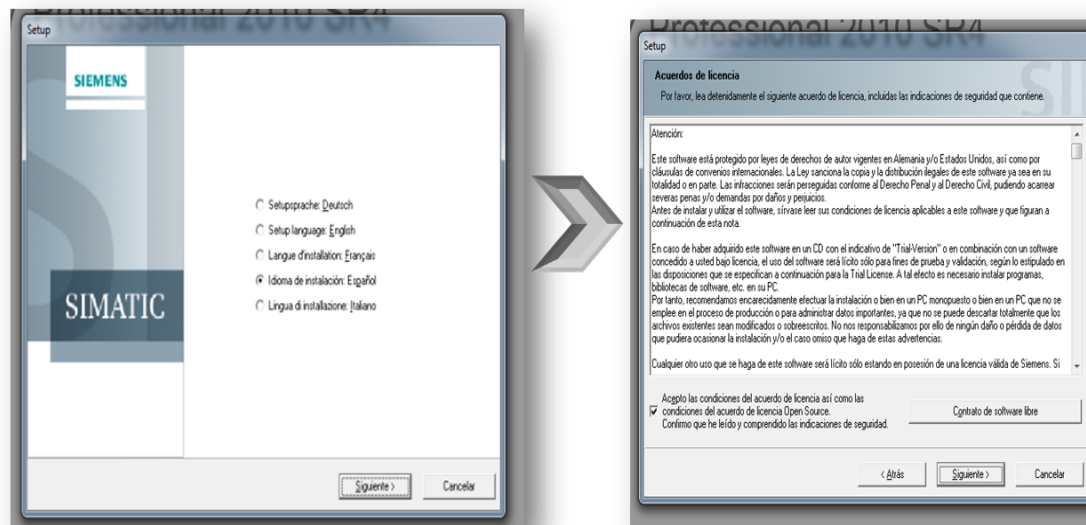 Professional 2010 SR4
Setup
SIEMENS
SIMATIC
Setupsprache: Deutsch
Setup language: English
Langue d'installation: Français
Idioma de instalación: Español
Lingua di installazione: Italiano
Siguiente >
Cancelar
Professional 2010 SR4
Setup
Acuerdos de licencia
Por favor, lea detenidamente el siguiente acuerdo de licencia, incluidas las indicaciones de seguridad que contiene.
Atención:
Este software está protegido por leyes de derechos de autor vigentes en Alemania y/o Estados Unidos, así como por
cláusulas de convenios internacionales. La Ley sanciona la copia y la distribución ilegales de este software ya sea en su
totalidad o en parte. Las infracciones serán perseguidas conforme al Derecho Penal y al Derecho Civil, pudiendo acarrear
severas penas y/o demandas por daños y perjuicios.
Antes de instalar y utilizar el software, sírvase leer sus condiciones de licencia aplicables a este software y que figuran a
continuación de esta nota.
En caso de haber adquirido este software en un CD con el indicativo de "Trial-Version" o en combinación con un software
concedido a usted bajo licencia, el uso del software será lícito sólo para fines de prueba y validación, según lo estipulado en
las disposiciones que se especifican a continuación para la Trial License. A tal efecto es necesario instalar programas,
bibliotecas de software, etc. en su PC.
Por tanto, recomendamos encarecidamente efectuar la instalación o bien en un PC monopuesto o bien en un PC que no se
emplee en el proceso de producción o para administrar datos importantes, ya que no se puede descartar totalmente que los
archivos existentes sean modificados o sobreescritos. No nos responsabilizamos por ello de ningún daño o pérdida de datos
que pudiera ocasionar la instalación y/o el caso omiso que haga de estas advertencias.
Cualquier otro uso que se haga de este software será lícito sólo estando en posesión de una licencia válida de Siemens. Si
Acepto las condiciones del acuerdo de licencia así como las
condiciones del acuerdo de licencia Open Source.
Confirmo que he leído y comprendido las indicaciones de seguridad.
Contrato de software libre
< Atrás
Siguiente >
Cancelar